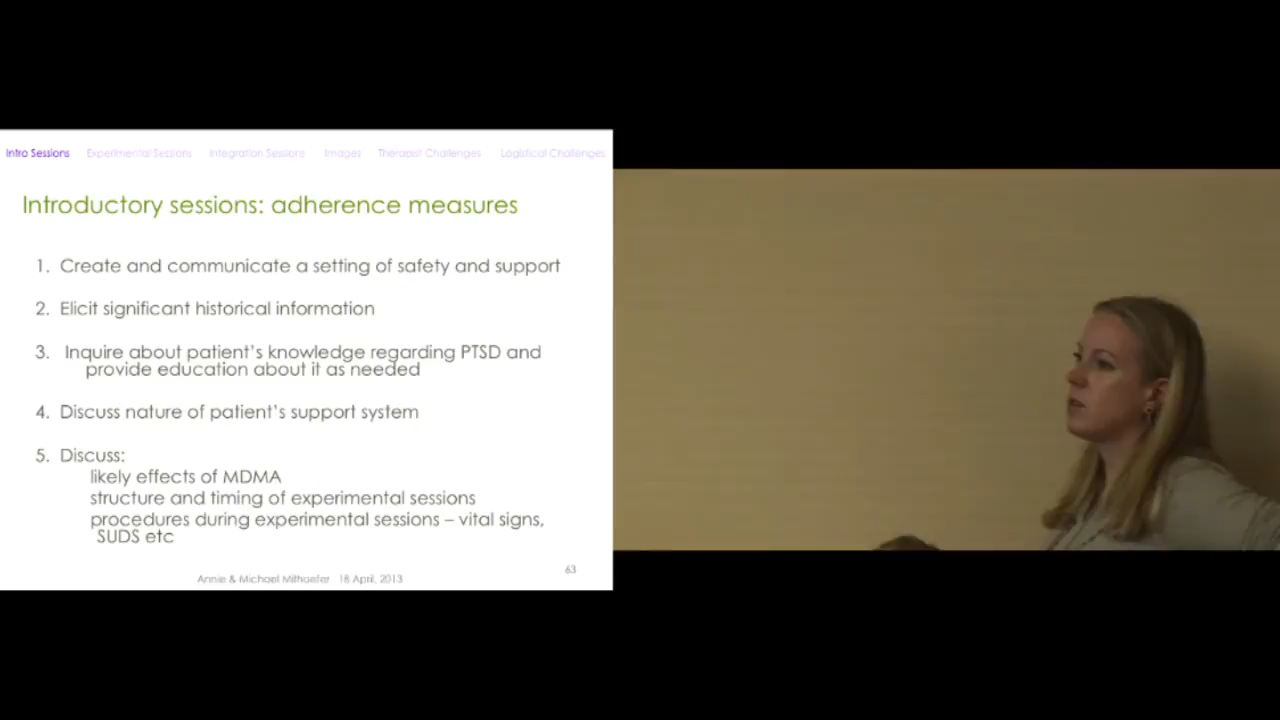 Intro Sessions Experimental Sessions Integration Sessions Images Therapist Challenges Logistical Challenges
Introductory sessions: adherence measures
1. Create and communicate a setting of safety and support
2. Elicit significant historical information
3. Inquire about patient's knowledge regarding PTSD and
provide education about it as needed
4. Discuss nature of patient's support system
5. Discuss:
likely effects of MDMA
structure and timing of experimental sessions
procedures during experimental sessions – vital signs,
SUDS etc
63
Annie & Michael Mithoefer 18 April, 2013